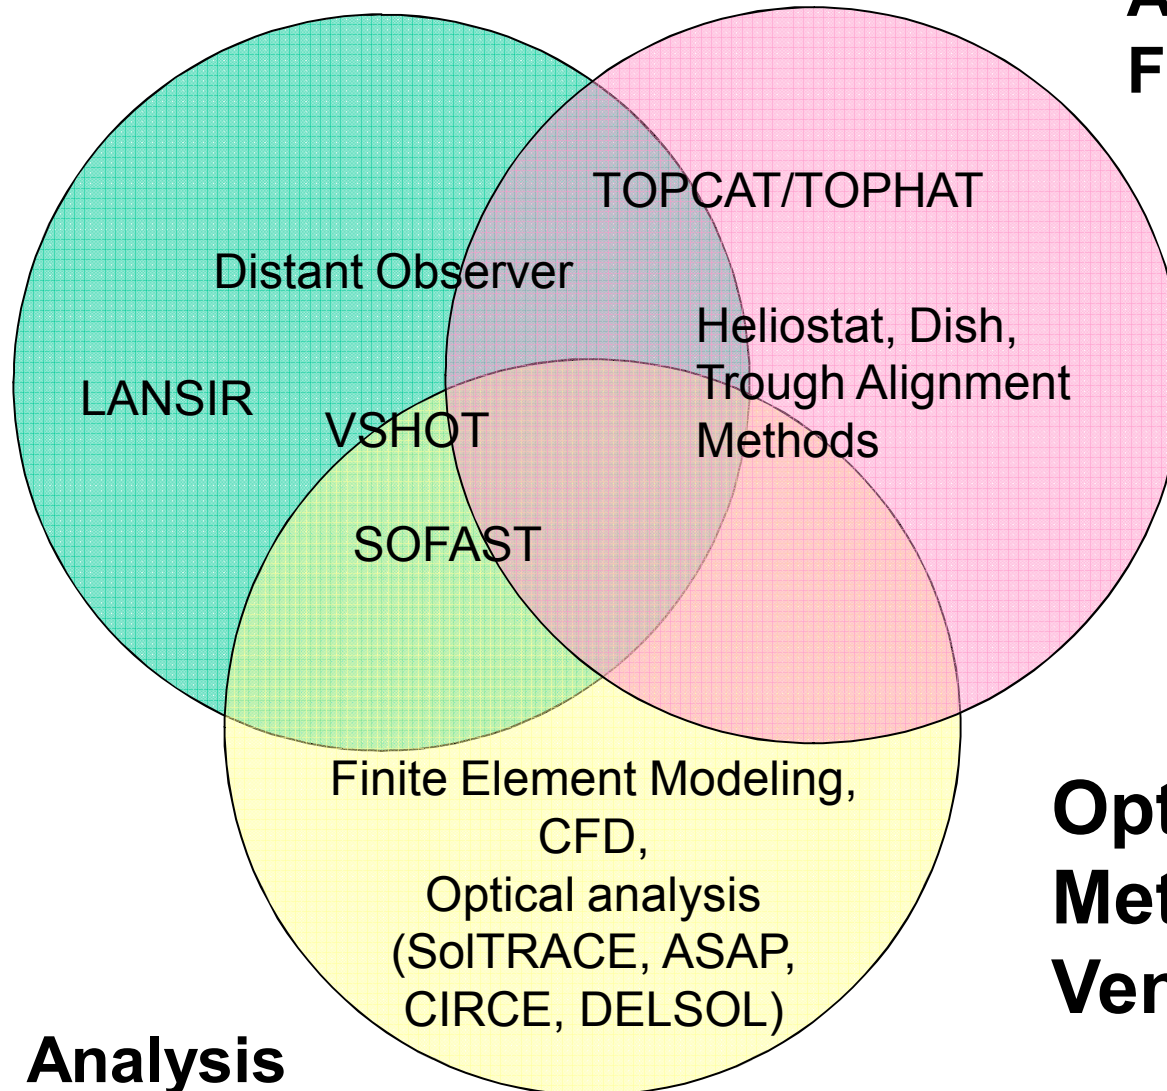 F
TOPCAT/TOPHAT
Distant Observer
Heliostat, Dish,
Trough Alignment
Methods
LANSIR
VSHOT
SOFAST
Finite Element Modeling,
CFD,
Optical analysis
(SolTRACE, ASAP,
CIRCE, DELSOL)
Opt
Met
Ven
Analysis